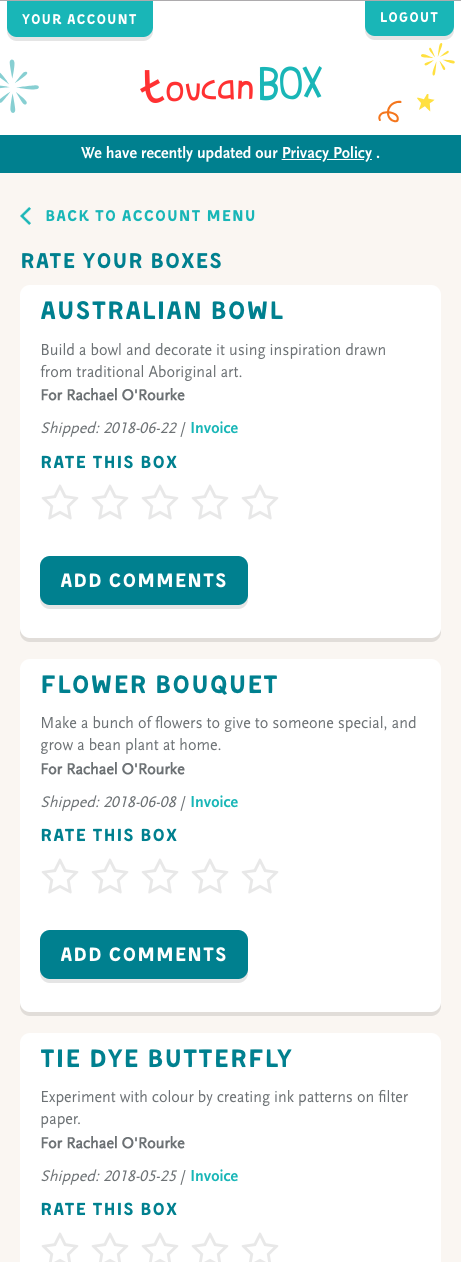 YOUR ACCOUNT
LOGOUT
toucanBOX
We have recently updated our Privacy Policy .
BACK TO ACCOUNT MENU
RATE YOUR BOXES
AUSTRALIAN BOWL
Build a bowl and decorate it using inspiration drawn
from traditional Aboriginal art.
For Rachael O'Rourke
Shipped: 2018-06-22 / Invoice
RATE THIS BOX
ADD COMMENTS
FLOWER BOUQUET
Make a bunch of flowers to give to someone special, and
grow a bean plant at home.
For Rachael O'Rourke
Shipped: 2018-06-08 / Invoice
RATE THIS BOX
ADD COMMENTS
TIE DYE BUTTERFLY
Experiment with colour by creating ink patterns on filter
paper.
For Rachael O'Rourke
Shipped: 2018-05-25 / Invoice
RATE THIS BOX